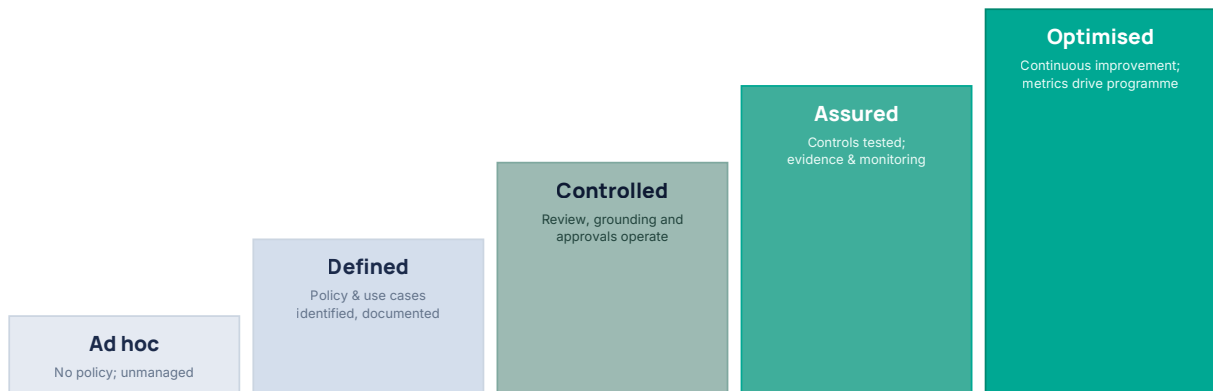 Ad hoc
No policy; unmanaged
Defined
Policy & use cases
identified, documented
Controlled
Review, grounding and
approvals operate
Assured
Controls tested;
evidence & monitoring
Optimised
Continuous improvement;
metrics drive programme